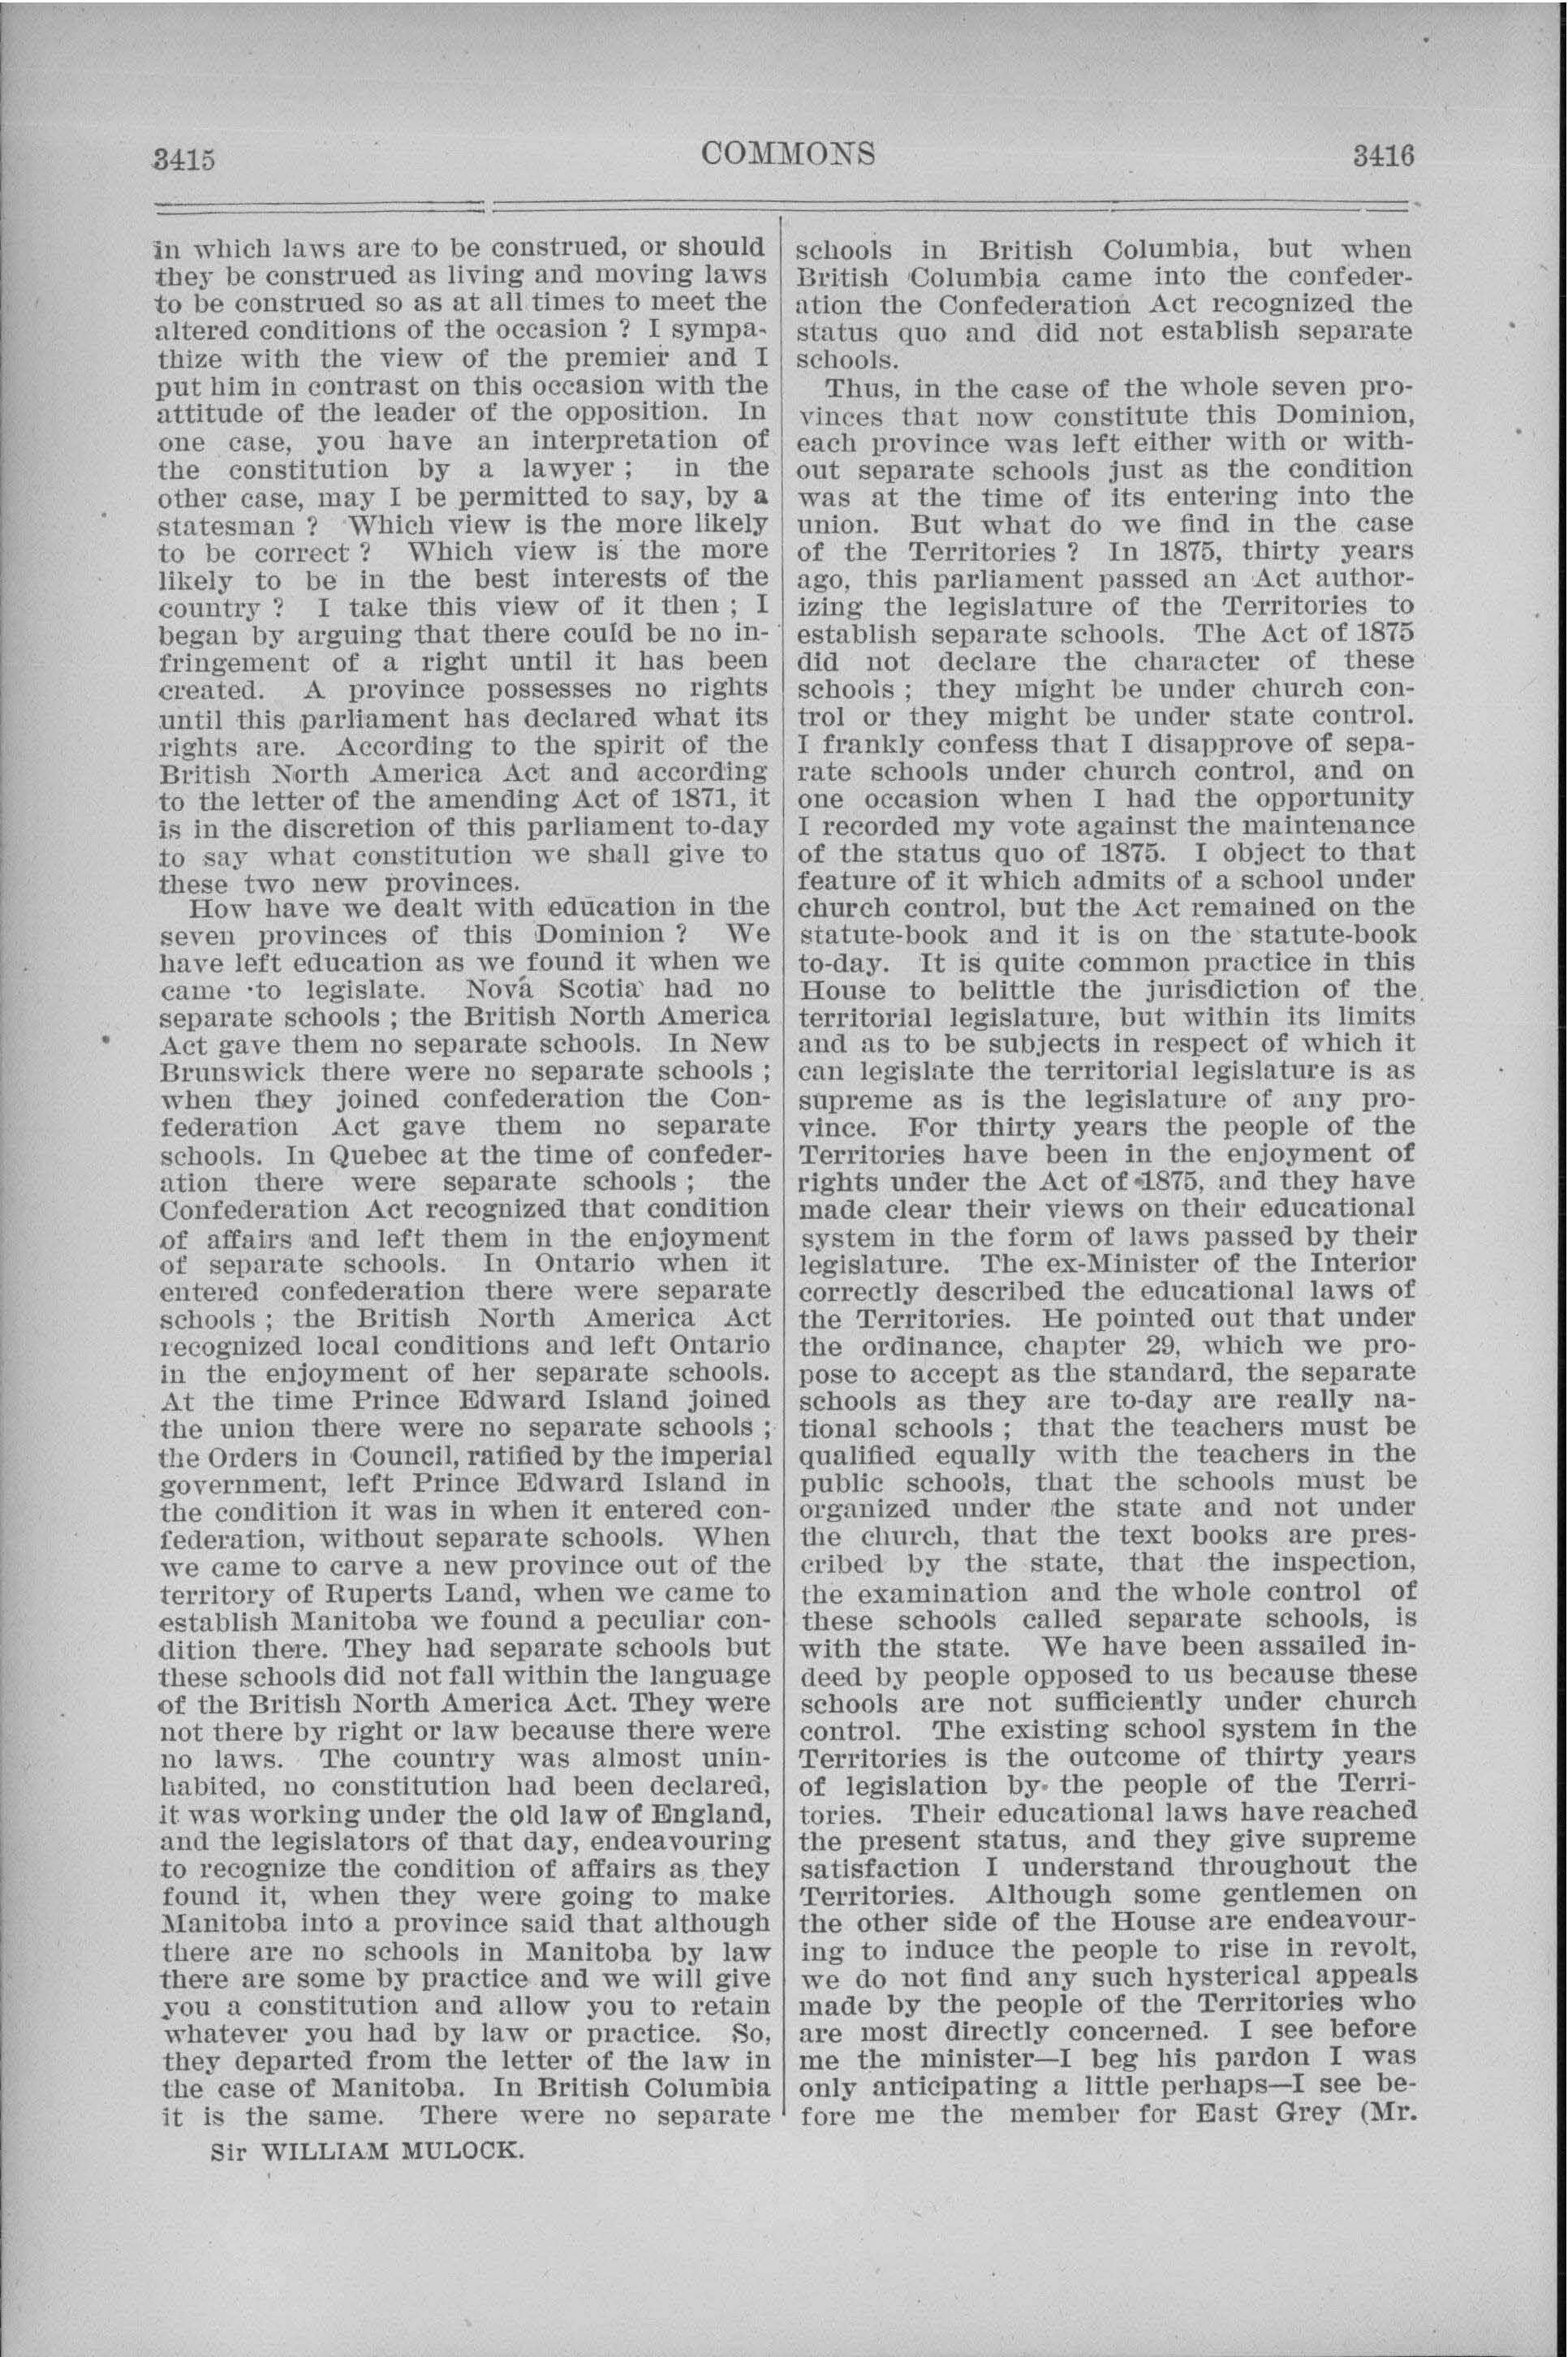 3415
COMMONS
3416
in which laws are to be construed, or should
they be construed as living and moving laws
to be construed so as at all times to meet the
altered conditions of the occasion ? I sympa-
thize with the view of the premier and I
put him in contrast on this occasion with the
attitude of the leader of the opposition. In
one case, you have an interpretation of
the constitution by a lawyer ; in the
other case, may I be permitted to say, by a
statesman ? Which view is the more likely
to be correct ? Which view is the more
likely to be in the best interests of the
country ? I take this view of it then ; I
began by arguing that there could be no in-
fringement of a right until it has been
created. A province possesses no rights
until this parliament has declared what its
rights are. According to the spirit of the
British North America Act and according
to the letter of the amending Act of 1871, it
is in the discretion of this parliament to-day
to say what constitution we shall give to
these two new provinces.
How have we dealt with education in the
seven provinces of this Dominion ? We
have left education as we found it when we
came to legislate. Nova Scotia had no
separate schools ; the British North America
Act gave them no separate schools. In New
Brunswick there were no separate schools ;
when they joined confederation the Con-
federation Act gave them no separate
schools. In Quebec at the time of confeder-
ation there were separate schools ; the
Confederation Act recognized that condition
of affairs and left them in the enjoyment
of separate schools. In Ontario when it
entered confederation there were separate
schools ; the British North America Act
recognized local conditions and left Ontario
in the enjoyment of her separate schools.
At the time Prince Edward Island joined
the union there were no separate schools ;
the Orders in Council, ratified by the imperial
government, left Prince Edward Island in
the condition it was in when it entered con-
federation, without separate schools. When
we came to carve a new province out of the
territory of Ruperts Land, when we came to
establish Manitoba we found a peculiar con-
dition there. They had separate schools but
these schools did not fall within the language
of the British North America Act. They were
not there by right or law because there were
no laws. The country was almost unin-
habited, no constitution had been declared,
it was working under the old law of England,
and the legislators of that day, endeavouring
to recognize the condition of affairs as they
found it, when they were going to make
Manitoba into a province said that although
there are no schools in Manitoba by law
there are some by practice and we will give
you a constitution and allow you to retain
whatever you had by law or practice. So,
they departed from the letter of the law in
the case of Manitoba. In British Columbia
it is the same. There were no separate
Sir WILLIAM MULOCK.
schools in British Columbia, but when
British Columbia came into the confeder-
ation the Confederation Act recognized the
status quo and did not establish separate
schools.
Thus, in the case of the whole seven pro-
vinces that now constitute this Dominion,
each province was left either with or with-
out separate schools just as the condition
was at the time of its entering into the
union. But what do we find in the case
of the Territories ? In 1875, thirty years
ago, this parliament passed an Act author-
izing the legislature of the Territories to
establish separate schools. The Act of 1875
did not declare the character of these
schools ; they might be under church con-
trol or they might be under state control.
I frankly confess that I disapprove of sepa-
rate schools under church control, and on
one occasion when I had the opportunity
I recorded my vote against the maintenance
of the status quo of 1875. I object to that
feature of it which admits of a school under
church control, but the Act remained on the
statute-book and it is on the statute-book
to-day. It is quite common practice in this
House to belittle the jurisdiction of the
territorial legislature, but within its limits
and as to be subjects in respect of which it
can legislate the territorial legislature is as
supreme as is the legislature of any pro-
vince. For thirty years the people of the
Territories have been in the enjoyment of
rights under the Act of 1875, and they have
made clear their views on their educational
system in the form of laws passed by their
legislature. The ex-Minister of the Interior
correctly described the educational laws of
the Territories. He pointed out that under
the ordinance, chapter 29, which we pro-
pose to accept as the standard, the separate
schools as they are to-day are really na-
tional schools ; that the teachers must be
qualified equally with the teachers in the
public schools, that the schools must be
organized under the state and not under
the church, that the text books are pres-
cribed by the state, that the inspection,
the examination and the whole control of
these schools called separate schools, is
with the state. We have been assailed in-
deed by people opposed to us because these
schools are not sufficiently under church
control. The existing school system in the
Territories is the outcome of thirty years
of legislation by the people of the Terri-
tories. Their educational laws have reached
the present status, and they give supreme
satisfaction I understand throughout the
Territories. Although some gentlemen on
the other side of the House are endeavour-
ing to induce the people to rise in revolt,
we do not find any such hysterical appeals
made by the people of the Territories who
are most directly concerned. I see before
me the minister—I beg his pardon I was
only anticipating a little perhaps—I see be-
fore me the member for East Grey (Mr.